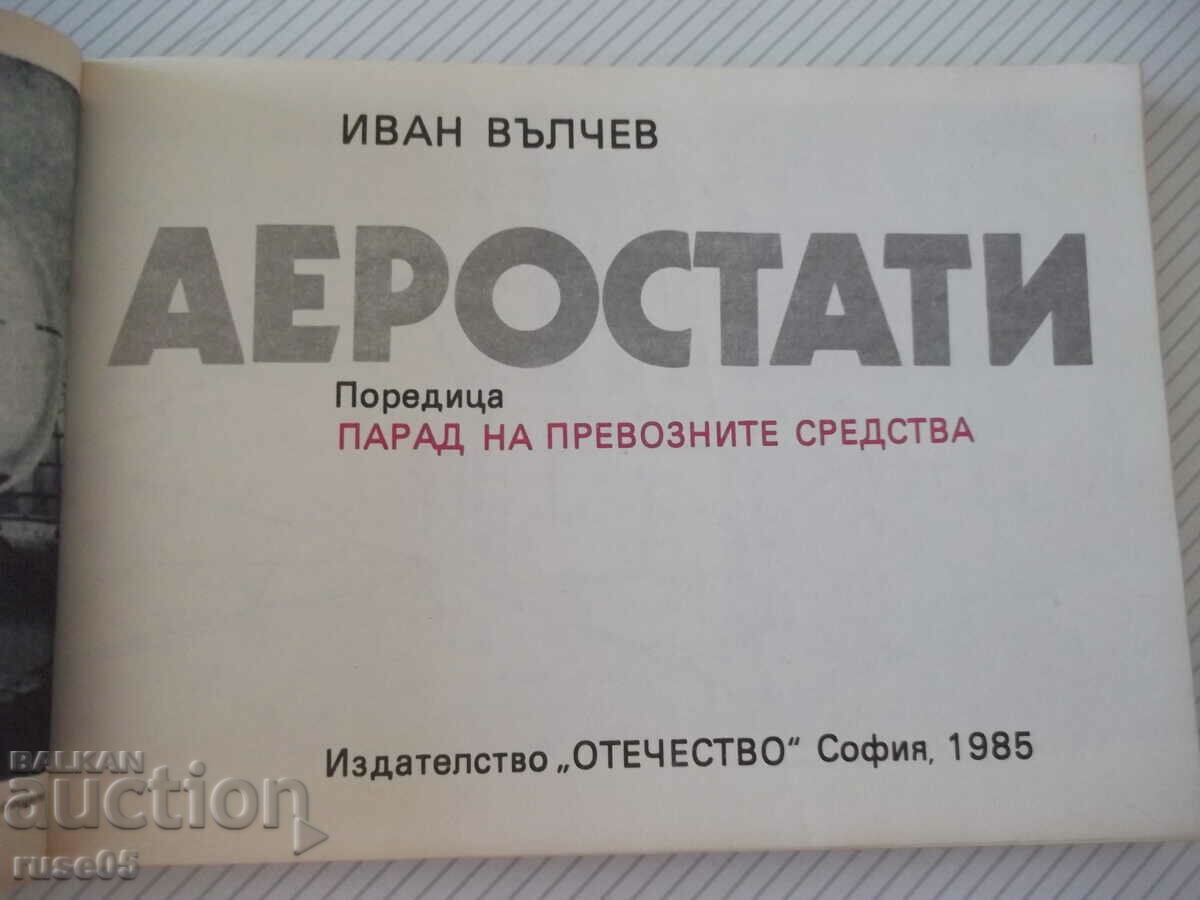 ИВАН ВЪЛЧЕВ
АЕРОСТАТИ
Поредица
ПАРАД НА ПРЕВОЗНИТЕ СРЕДСТВА
Издателство „ОТЕЧЕСТВО“ София, 1985
BALKAN
auction
ruse05